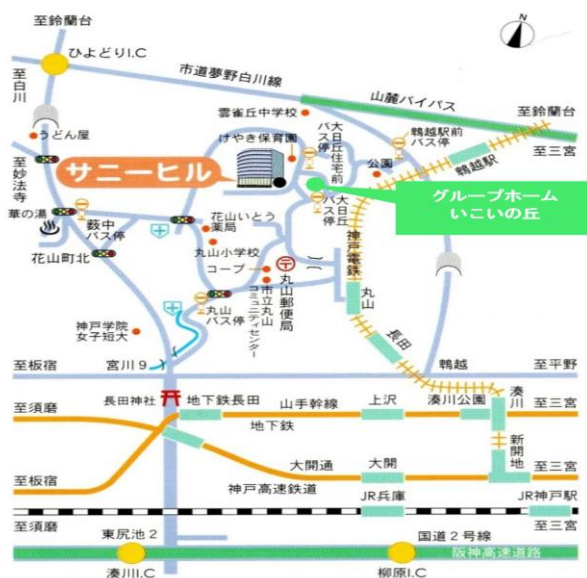 至鈴蘭台
ひよどりI.C
N
市道夢野白川線
山麓バイパス
至鈴蘭台
至白川
雲雀丘中学校
うどん屋
けやき保育園
大日丘住宅前
バス停
鵯越駅前
バス停
公園
鵯越駅
至三宮
至妙法寺
サニーヒル
グループホーム
いこいの丘
大日丘
バス停
華の湯
薮中
バス停
花山いとう
薬局
丸山小学校
花山町北
コープ
市立丸山
コミュニティセンター
丸山郵便局
神戸電鉄
丸山
丸山
バス停
長田
神戸学院
女子短大
宮川9
鵯越
至板宿
至平野
長田神社
地下鉄長田
山手幹線
地下鉄
上沢
湊川公園
湊川
至須磨
至三宮
新開地
大開通
大開
至板宿
至三宮
神戸高速鉄道
JR兵庫
JR神戸駅
至須磨
至三宮
東尻池2
国道2号線
阪神高速道路
湊川I.C
柳原I.C